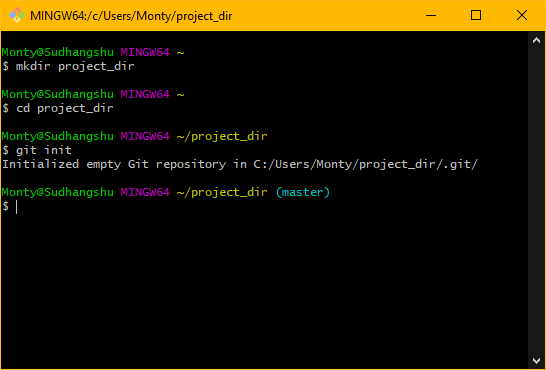 MINGW64:/c/Users/Monty/project_dir
Monty@Sudhangshu MINGW64 ~
$ mkdir project_dir
Monty@Sudhangshu MINGW64 ~
$ cd project_dir
Monty@Sudhangshu MINGW64 ~/project_dir
$ git init
Initialized empty Git repository in C:/Users/Monty/project_dir/.git/
Monty@Sudhangshu MINGW64 ~/project_dir (master)
$